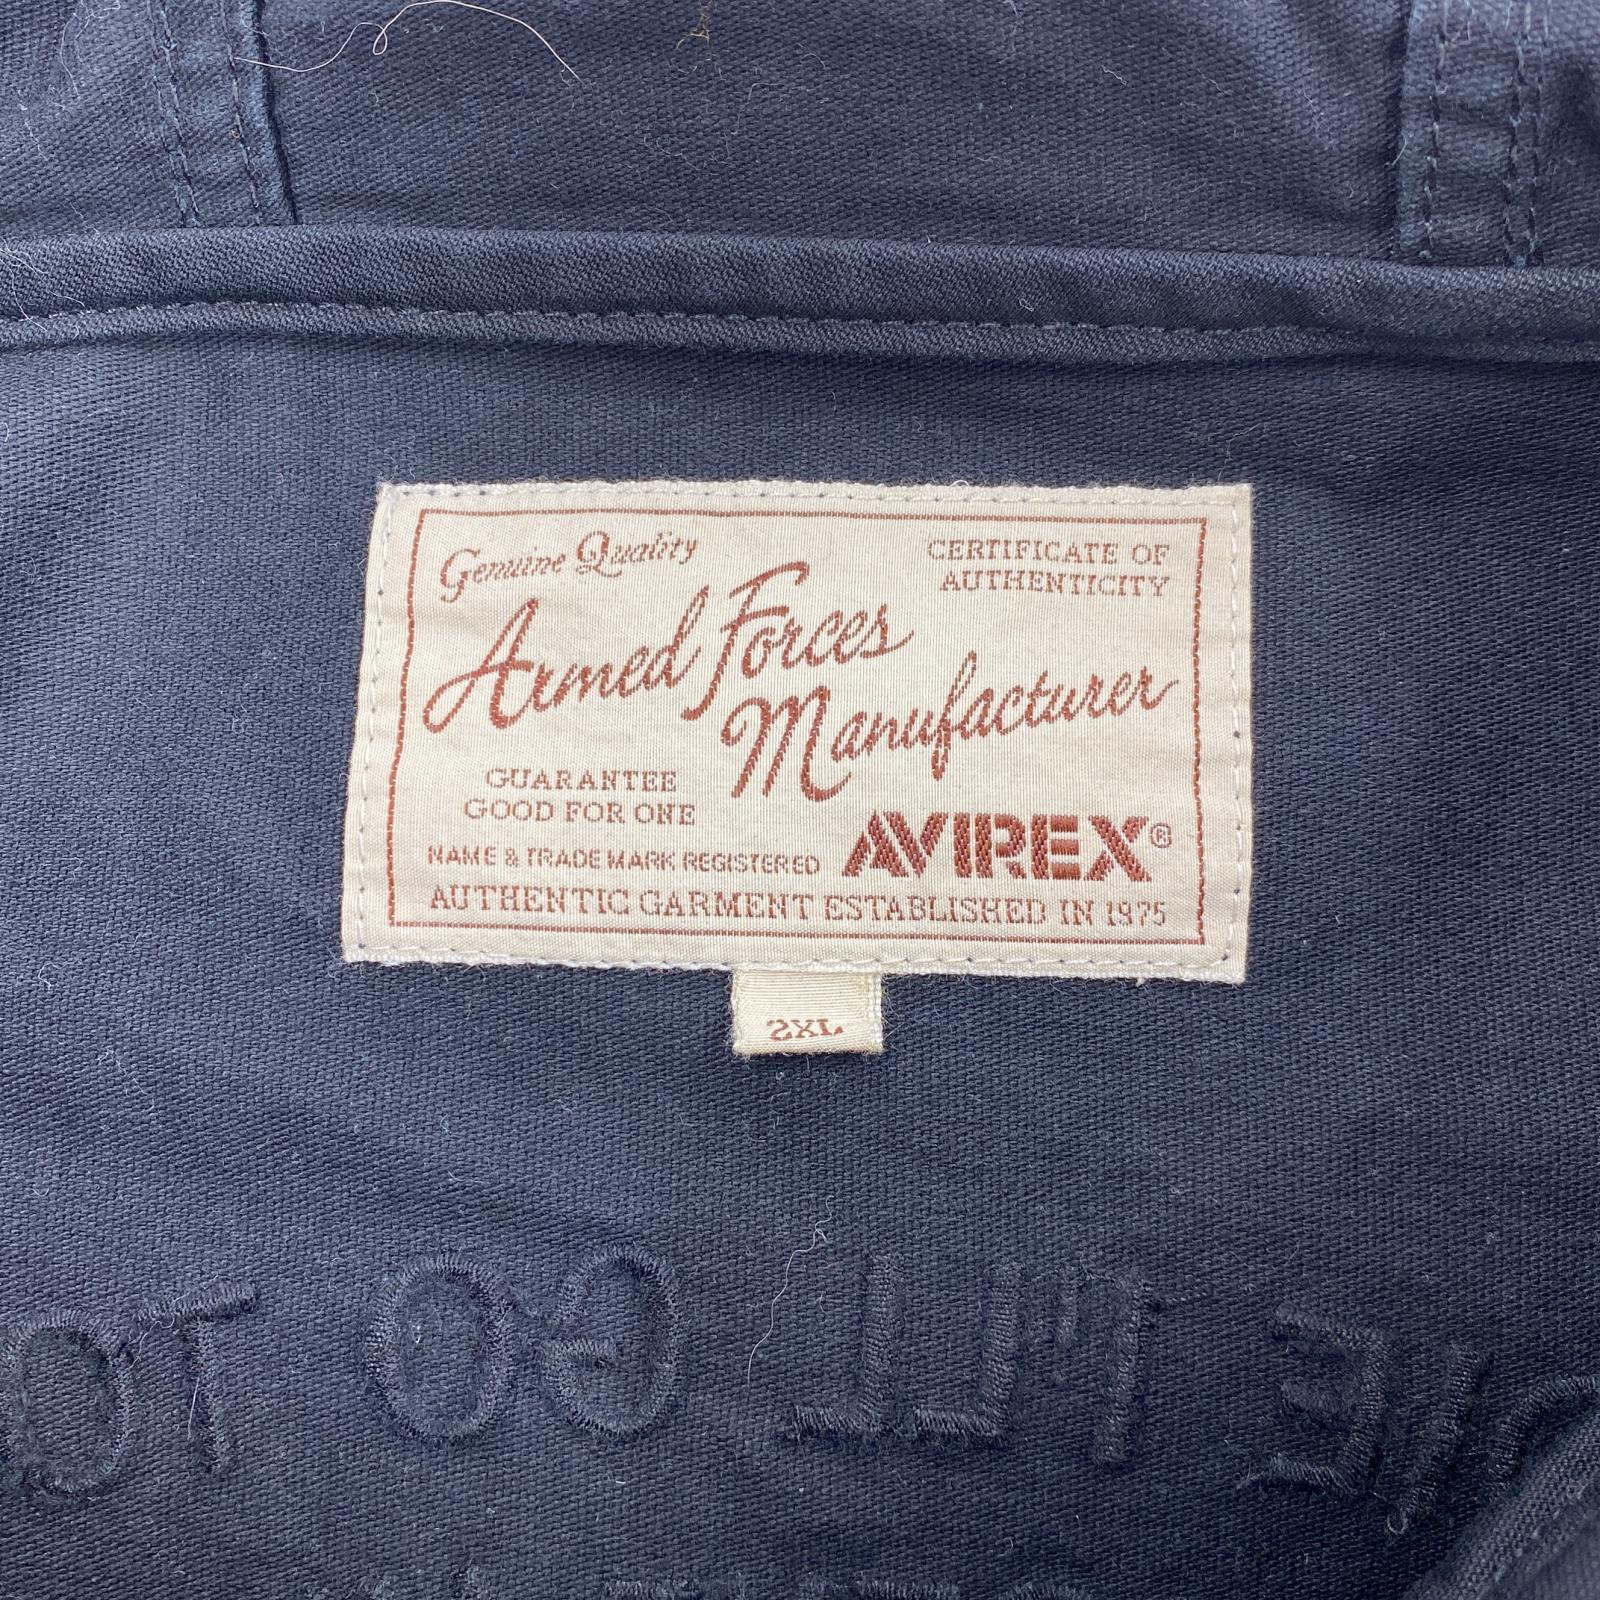 Genuine Quality
CERTIFICATE OF
AUTHENTICITY
Armed Forces
Manufacturer
GUARANTEE
GOOD FOR ONE
NAME & TRADE MARK REGISTERED
AVIREX®
AUTHENTIC GARMENT ESTABLISHED IN 1975
2XL